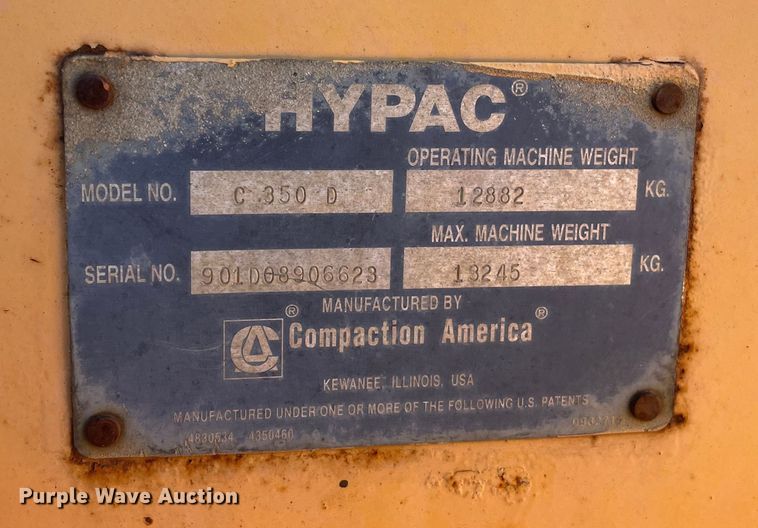 HYPAC®
OPERATING MACHINE WEIGHT
MODEL NO. C 350 D 12882 KG.
MAX. MACHINE WEIGHT
SERIAL NO. 901D08906623 13245 KG.
MANUFACTURED BY
CA ® Compaction America ®
KEWANEE, ILLINOIS, USA
MANUFACTURED UNDER ONE OR MORE OF THE FOLLOWING U.S. PATENTS
4830534 4350460
Purple Wave Auction